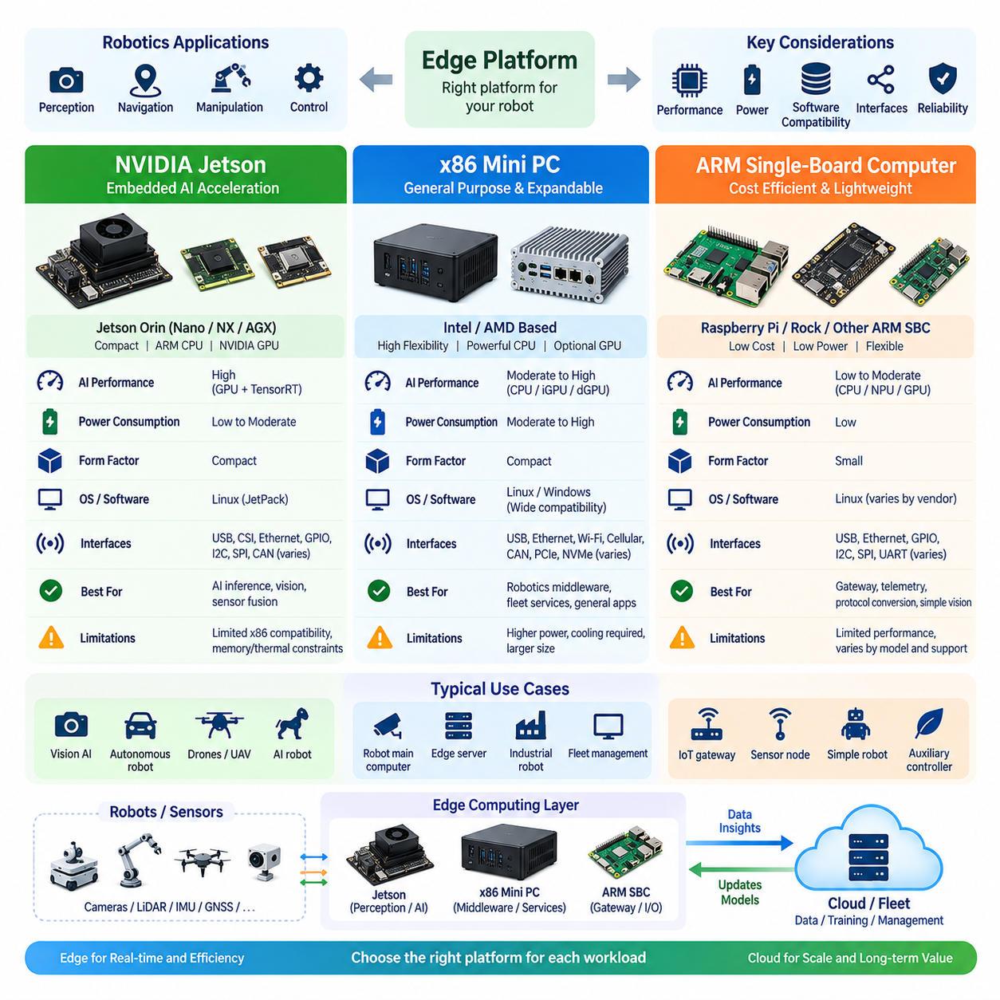 Robotics Applications
Perception
Navigation
Manipulation
Control
Edge Platform
Right platform for
your robot
Key Considerations
Performance
Power
Software
Compatibility
Interfaces
Reliability
NVIDIA Jetson
Embedded AI Acceleration
Jetson Orin (Nano / NX / AGX)
Compact | ARM CPU | NVIDIA GPU
AI Performance
High
(GPU + TensorRT)
Power Consumption
Low to Moderate
Form Factor
Compact
OS / Software
Linux (JetPack)
Interfaces
USB, CSI, Ethernet, GPIO,
I2C, SPI, CAN (varies)
Best For
AI inference, vision,
sensor fusion
Limitations
Limited x86 compatibility,
memory/thermal constraints
x86 Mini PC
General Purpose & Expandable
Intel / AMD Based
High Flexibility | Powerful CPU | Optional GPU
AI Performance
Moderate to High
(CPU / iGPU / dGPU)
Power Consumption
Moderate to High
Form Factor
Compact
OS / Software
Linux / Windows
(Wide compatibility)
Interfaces
USB, Ethernet, Wi-Fi, Cellular,
CAN, PCIe, NVMe (varies)
Best For
Robotics middleware,
fleet services, general apps
Limitations
Higher power, cooling required,
larger size
ARM Single-Board Computer
Cost Efficient & Lightweight
Raspberry Pi / Rock / Other ARM SBC
Low Cost | Low Power | Flexible
AI Performance
Low to Moderate
(CPU / NPU / GPU)
Power Consumption
Low
Form Factor
Small
OS / Software
Linux (varies by vendor)
Interfaces
USB, Ethernet, GPIO,
I2C, SPI, UART (varies)
Best For
Gateway, telemetry,
protocol conversion, simple vision
Limitations
Limited performance,
varies by model and support
Typical Use Cases
Vision AI
Autonomous
robot
Drones / UAV
AI robot
Robot main
computer
Edge server
Industrial
robot
Fleet management
IoT gateway
Sensor node
Simple robot
Auxiliary
controller
Robots / Sensors
Cameras / LiDAR / IMU / GNSS / ...
Edge Computing Layer
Jetson
(Perception / AI)
x86 Mini PC
(Middleware / Services)
ARM SBC
(Gateway / I/O)
Data
Insights
Updates
Models
Cloud / Fleet
Data / Training / Management
Edge for Real-time and Efficiency
Choose the right platform for each workload
Cloud for Scale and Long-term Value